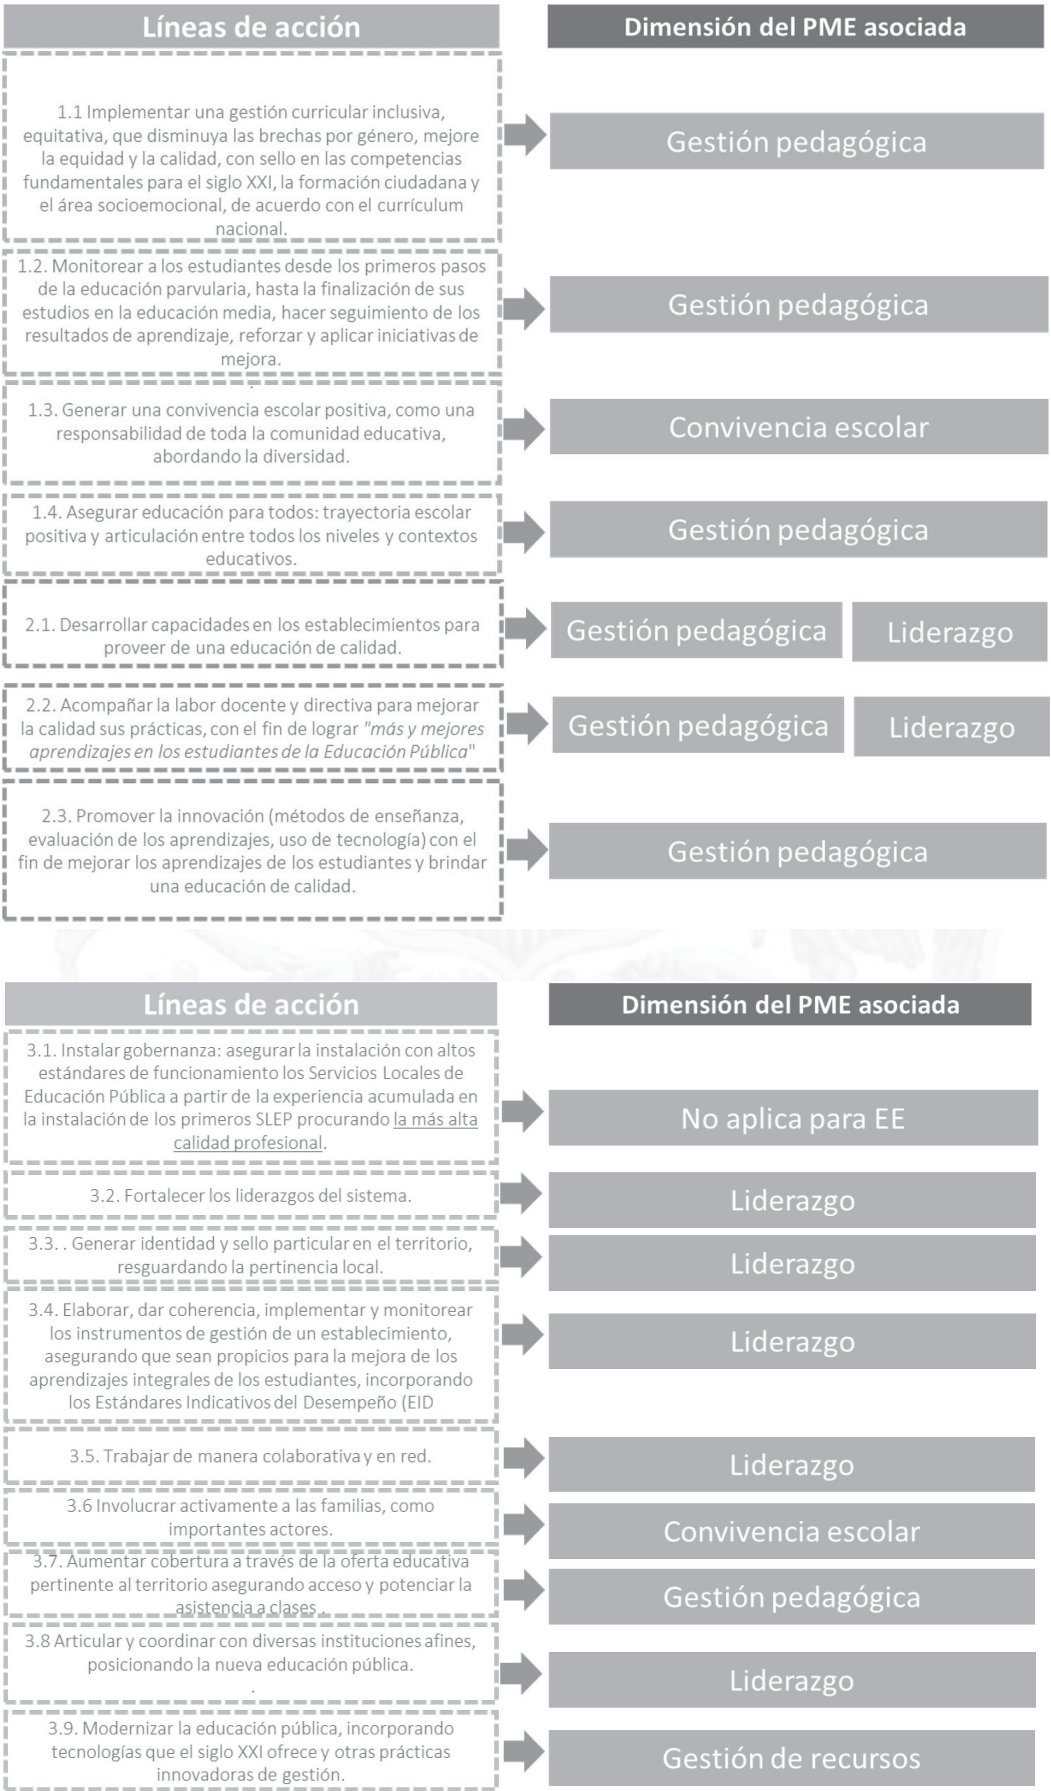 Líneas de acción
Dimensión del PME asociada
1.1 Implementar una gestión curricular inclusiva,
equitativa, que disminuya las brechas por género, mejore
la equidad y la calidad, con sello en las competencias
fundamentales para el siglo XXI, la formación ciudadana y
el área socioemocional, de acuerdo con el currículum
nacional.
Gestión pedagógica
1.2. Monitorear a los estudiantes desde los primeros pasos
de la educación parvularia, hasta la finalización de sus
estudios en la educación media, hacer seguimiento de los
resultados de aprendizaje, reforzar y aplicar iniciativas de
mejora.
.
Gestión pedagógica
1.3. Generar una convivencia escolar positiva, como una
responsabilidad de toda la comunidad educativa,
abordando la diversidad.
Convivencia escolar
1.4. Asegurar educación para todos: trayectoria escolar
positiva y articulación entre todos los niveles y contextos
educativos.
Gestión pedagógica
2.1. Desarrollar capacidades en los establecimientos para
proveer de una educación de calidad.
Gestión pedagógica
Liderazgo
2.2. Acompañar la labor docente y directiva para mejorar
la calidad sus prácticas, con el fin de lograr "más y mejores
aprendizajes en los estudiantes de la Educación Pública"
Gestión pedagógica
Liderazgo
2.3. Promover la innovación (métodos de enseñanza,
evaluación de los aprendizajes, uso de tecnología) con el
fin de mejorar los aprendizajes de los estudiantes y brindar
una educación de calidad.
Gestión pedagógica
Líneas de acción
Dimensión del PME asociada
3.1. Instalar gobernanza: asegurar la instalación con altos
estándares de funcionamiento los Servicios Locales de
Educación Pública a partir de la experiencia acumulada en
la instalación de los primeros SLEP procurando la más alta
calidad profesional.
No aplica para EE
3.2. Fortalecer los liderazgos del sistema.
Liderazgo
3.3. . Generar identidad y sello particular en el territorio,
resguardando la pertinencia local.
Liderazgo
3.4. Elaborar, dar coherencia, implementar y monitorear
los instrumentos de gestión de un establecimiento,
asegurando que sean propicios para la mejora de los
aprendizajes integrales de los estudiantes, incorporando
los Estándares Indicativos del Desempeño (EID
Liderazgo
3.5. Trabajar de manera colaborativa y en red.
Liderazgo
3.6 Involucrar activamente a las familias, como
importantes actores.
Convivencia escolar
3.7. Aumentar cobertura a través de la oferta educativa
pertinente al territorio asegurando acceso y potenciar la
asistencia a clases .
Gestión pedagógica
3.8 Articular y coordinar con diversas instituciones afines,
posicionando la nueva educación pública.
.
Liderazgo
3.9. Modernizar la educación pública, incorporando
tecnologías que el siglo XXI ofrece y otras prácticas
innovadoras de gestión.
Gestión de recursos